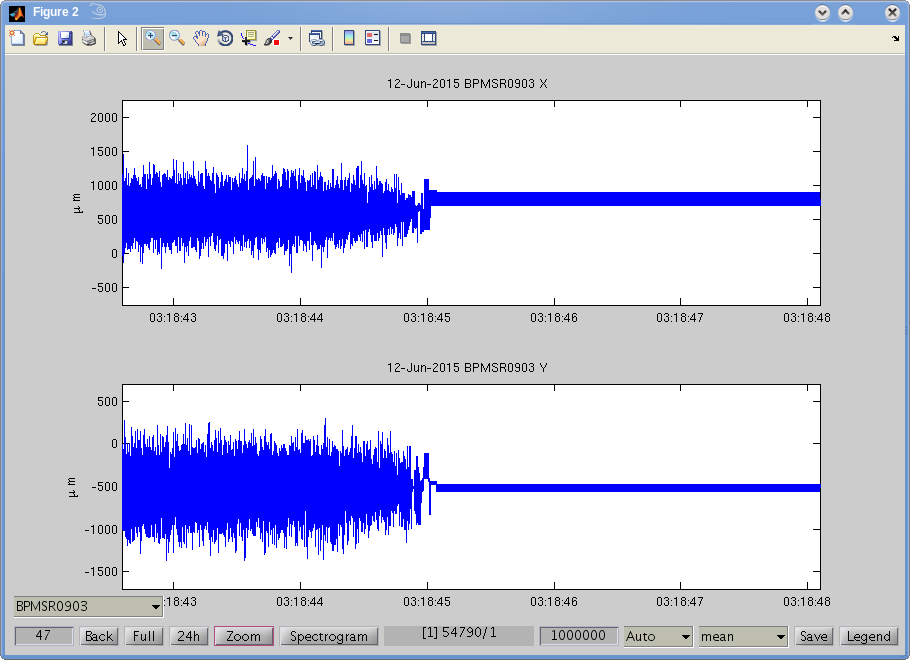 Figure 2
12-Jun-2015 BPMSR0903 X
2000
1500
1000
500
0
-500
μm
03:18:43 03:18:44 03:18:45 03:18:46 03:18:47 03:18:48
12-Jun-2015 BPMSR0903 Y
500
0
-500
-1000
-1500
μm
BPMSR0903 :18:43 03:18:44 03:18:45 03:18:46 03:18:47 03:18:48
47 Back Full 24h Zoom Spectrogram [1] 54790/1 1000000 Auto mean Save Legend